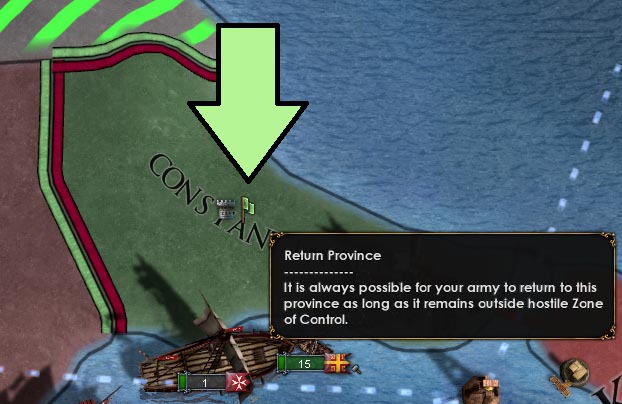 CONSTAN
Return Province
--------------
It is always possible for your army to return to this
province as long as it remains outside hostile Zone
of Control.
15
1